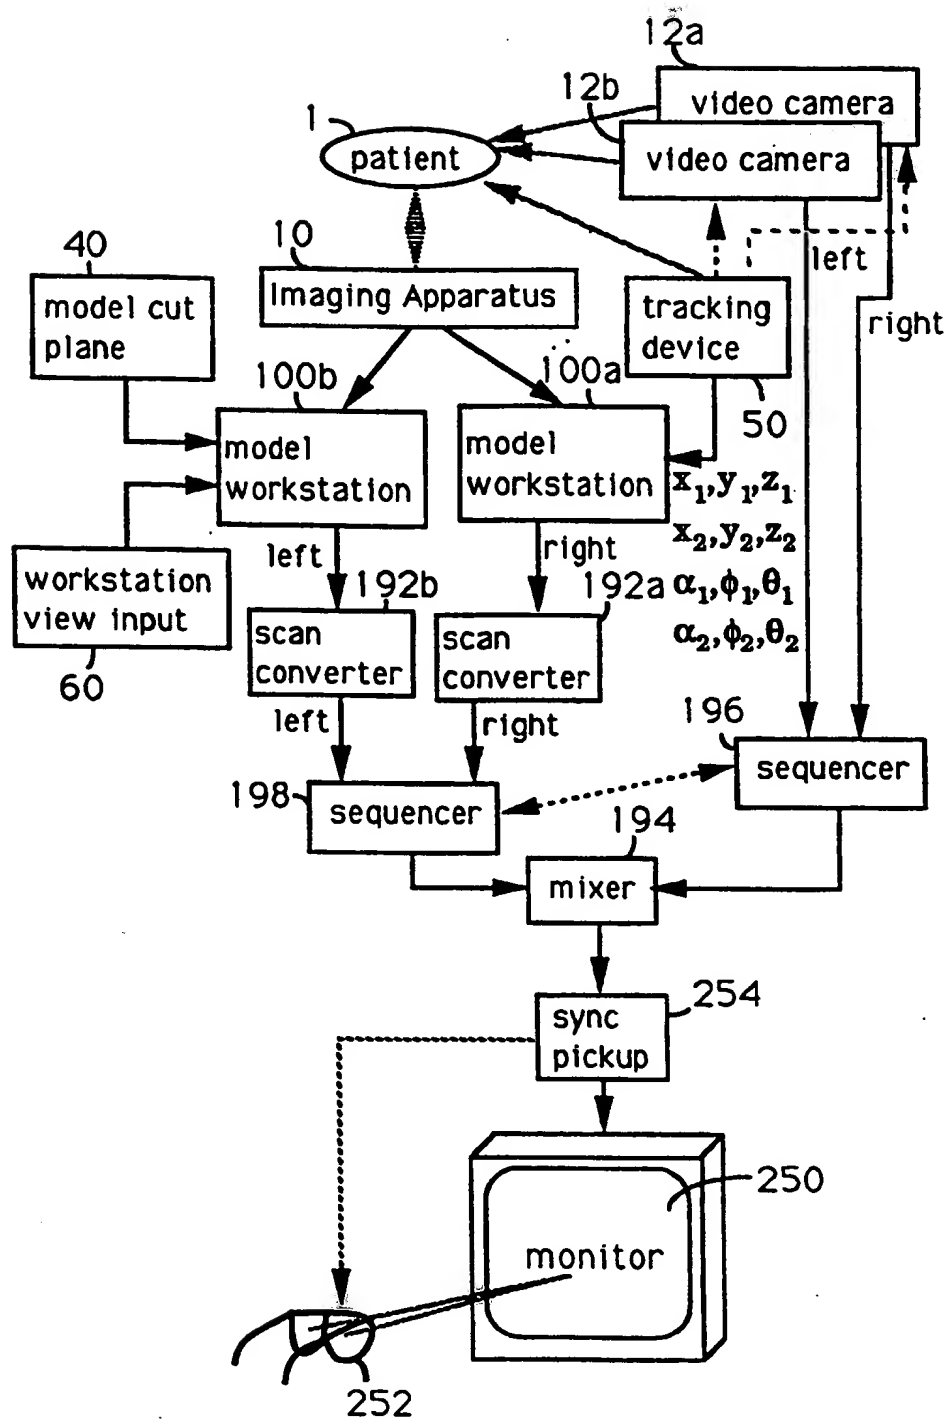 12a
video camera
12b
video camera
1
patient
left
right
10
Imaging Apparatus
40
model cut
plane
tracking
device
50
100b
model
workstation
100a
model
workstation
x₁,y₁,z₁
x₂,y₂,z₂
α₁,ϕ₁,θ₁
α₂,ϕ₂,θ₂
left
right
workstation
view input
60
192b
scan
converter
192a
scan
converter
left
right
196
sequencer
198
sequencer
194
mixer
254
sync
pickup
250
monitor
252